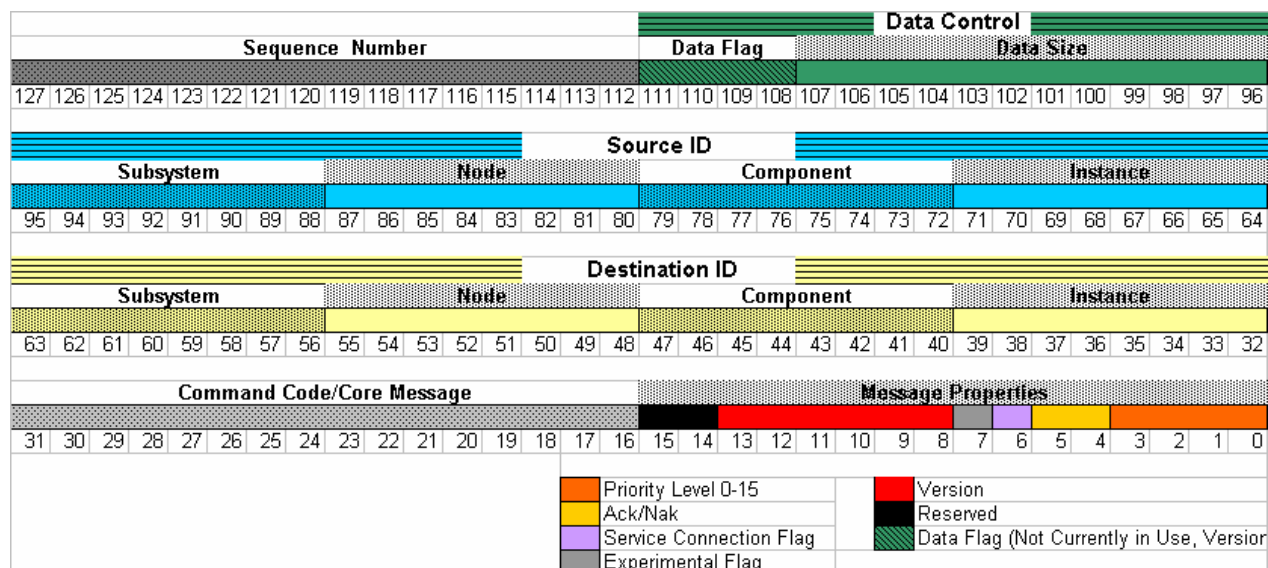 Data Control
Sequence Number Data Flag Data Size
127 126 125 124 123 122 121 120 119 118 117 116 115 114 113 112 111 110 109 108 107 106 105 104 103 102 101 100 99 98 97 96
Source ID
Subsystem Node Component Instance
95 94 93 92 91 90 89 88 87 86 85 84 83 82 81 80 79 78 77 76 75 74 73 72 71 70 69 68 67 66 65 64
Destination ID
Subsystem Node Component Instance
63 62 61 60 59 58 57 56 55 54 53 52 51 50 49 48 47 46 45 44 43 42 41 40 39 38 37 36 35 34 33 32
Command Code/Core Message Message Properties
31 30 29 28 27 26 25 24 23 22 21 20 19 18 17 16 15 14 13 12 11 10 9 8 7 6 5 4 3 2 1 0
Priority Level 0-15 Version
Ack/Nak Reserved
Service Connection Flag Data Flag (Not Currently in Use, Version
Experimental Flag